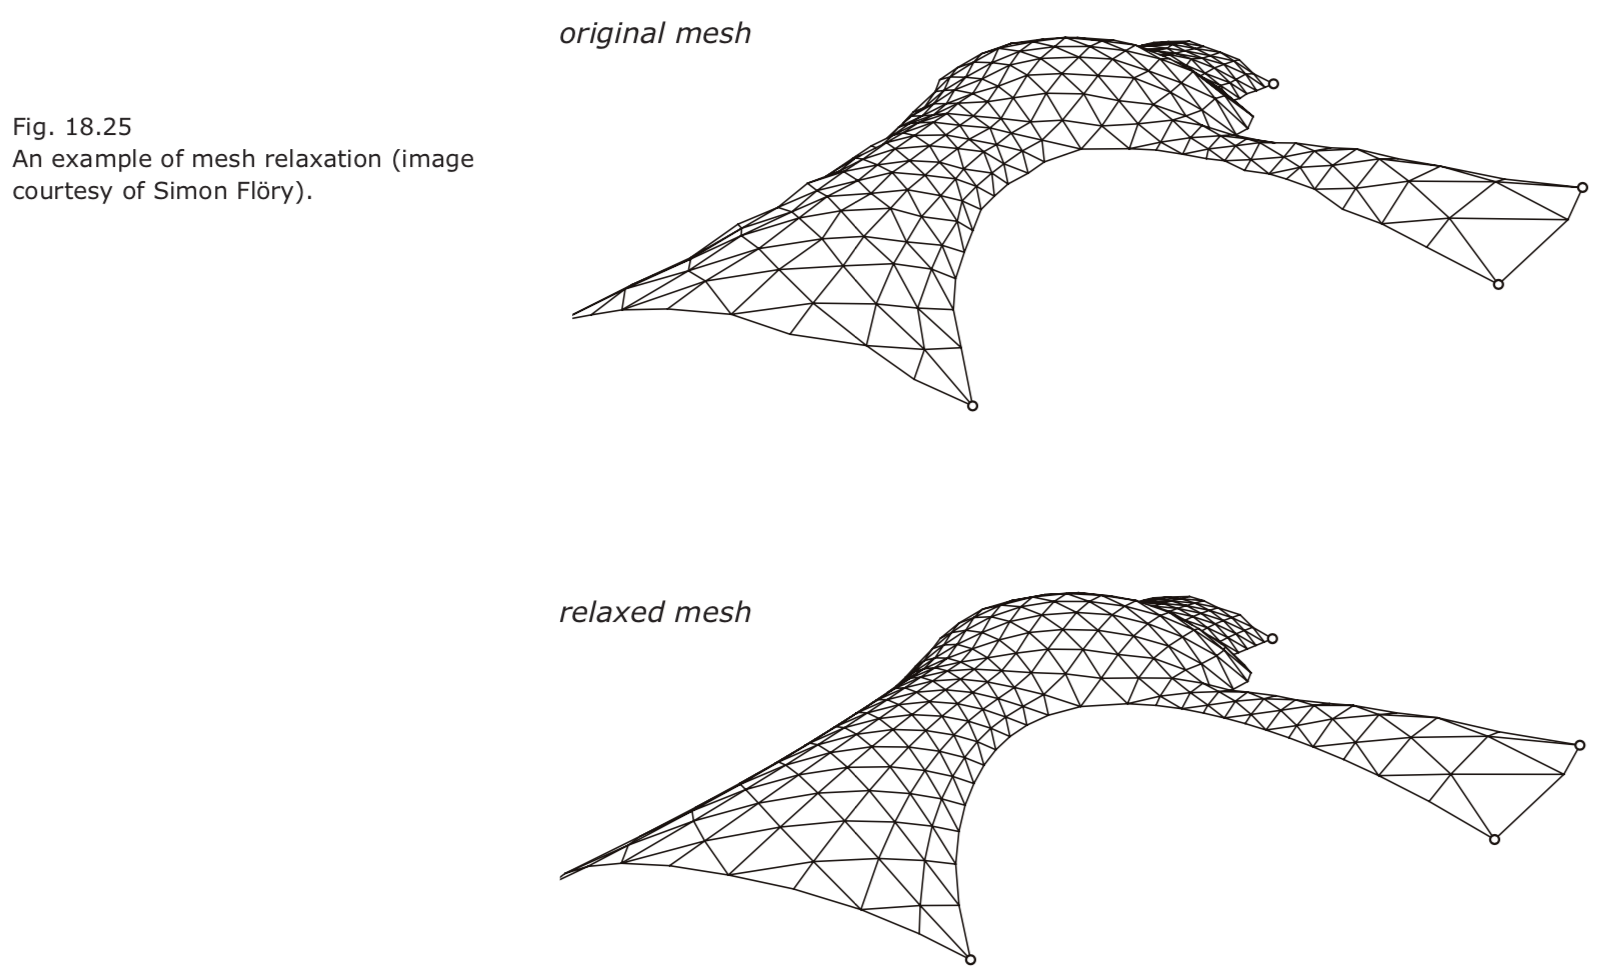 original mesh
Fig. 18.25
An example of mesh relaxation (image
courtesy of Simon Flöry).
relaxed mesh